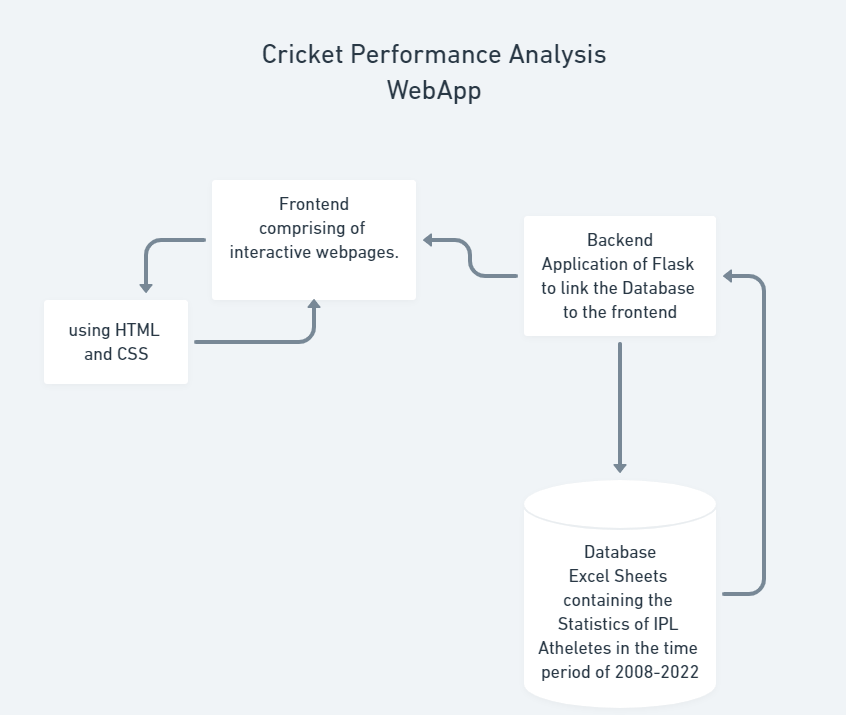 Cricket Performance Analysis
WebApp
Frontend
comprising of
interactive webpages.
using HTML
and CSS
Backend
Application of Flask
to link the Database
to the frontend
Database
Excel Sheets
containing the
Statistics of IPL
Atheletes in the time
period of 2008-2022